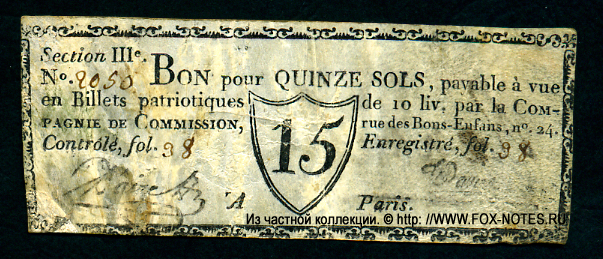 Section IIIe.
No. 2050 BON pour QUINZE SOLS, payable à vue
en Billets patriotiques de 10 liv. par la COM-
PAGNIE DE COMMISSION, rue des Bons-Enfans, no. 24.
Contrôlé, fol. 38 Enregistré, fol. 38
15
A Paris.
Из частной коллекции. © http: //WWW.FOX-NOTES.RU